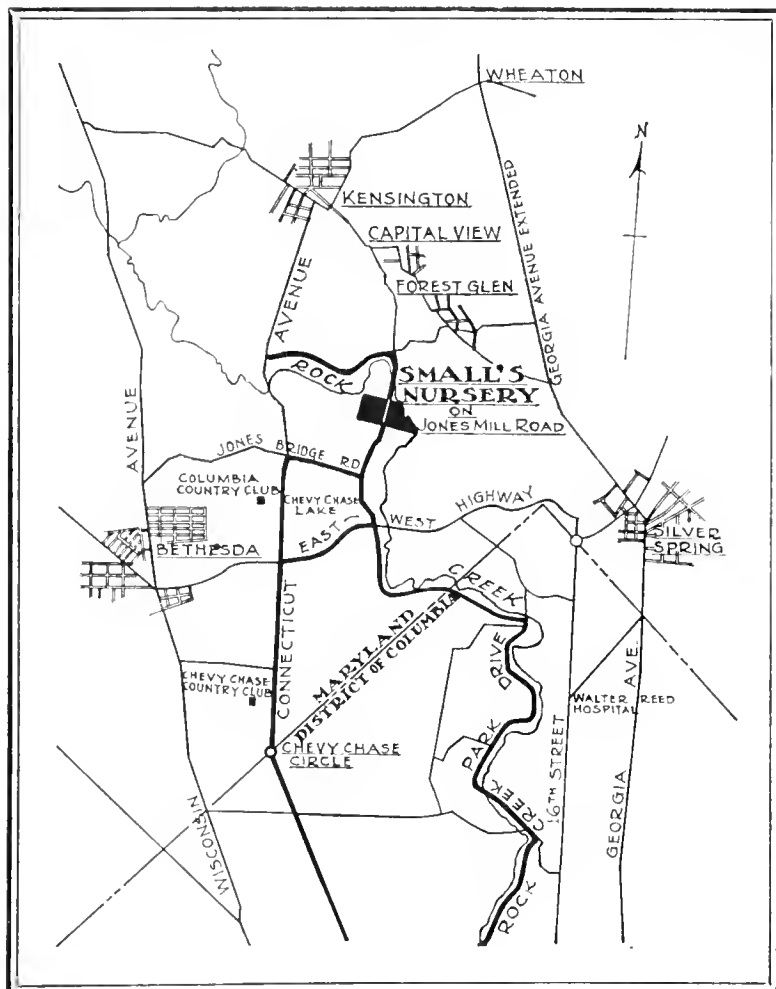 WHEATON
N
KENSINGTON
CAPITAL VIEW
FOREST GLEN
GEORGIA AVENUE EXTENDED
AVENUE
ROCK
SMALL'S
NURSERY
ON
JONES MILL ROAD
AVENUE
JONES BRIDGE RD
COLUMBIA
COUNTRY CLUB
CHEVY CHASE
LAKE
EAST
WEST
HIGHWAY
BETHESDA
SILVER
SPRING
CREEK
MARYLAND
DISTRICT OF COLUMBIA
CONNECTICUT
CHEVY CHASE
COUNTRY CLUB
DRIVE
PARK
CREEK
ROCK
16TH STREET
WALTER REED
HOSPITAL
AVE.
GEORGIA
CHEVY CHASE
CIRCLE
WISCONSIN